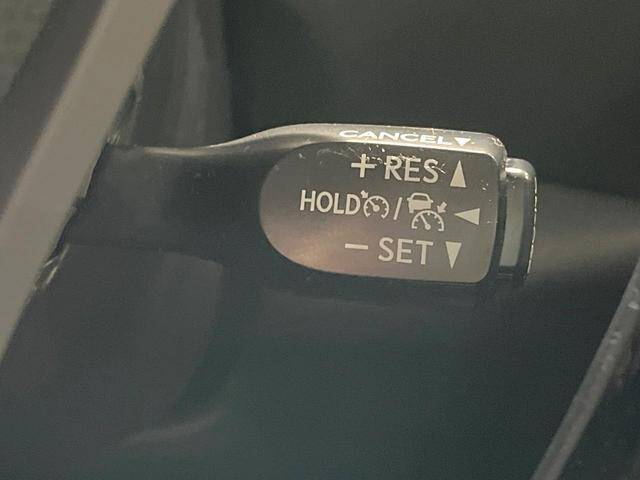 CANCEL▼
+ RES ▲
HOLD / ◀
− SET ▼